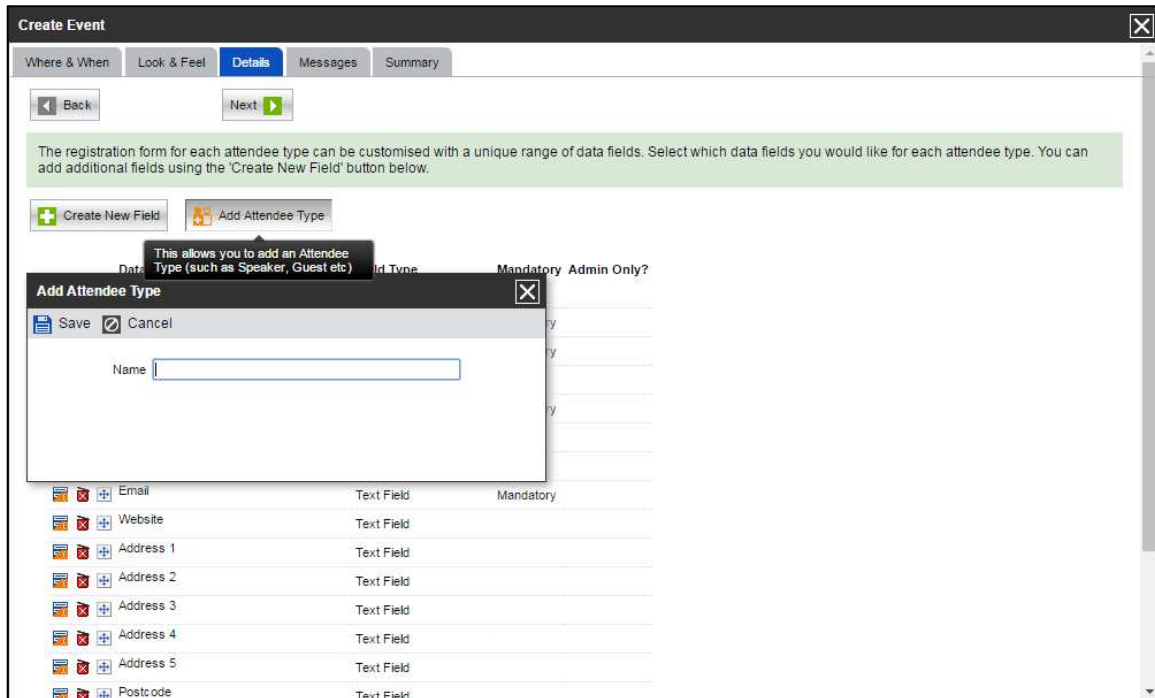 Create Event
Where & When Look & Feel Details Messages Summary
Back Next
The registration form for each attendee type can be customised with a unique range of data fields. Select which data fields you would like for each attendee type. You can
add additional fields using the 'Create New Field' button below.
Create New Field Add Attendee Type
This allows you to add an Attendee
Type (such as Speaker, Guest etc)
Mandatory Admin Only?
Add Attendee Type
Save Cancel
Name
Email Text Field Mandatory
Website Text Field
Address 1 Text Field
Address 2 Text Field
Address 3 Text Field
Address 4 Text Field
Address 5 Text Field
Postcode Text Field